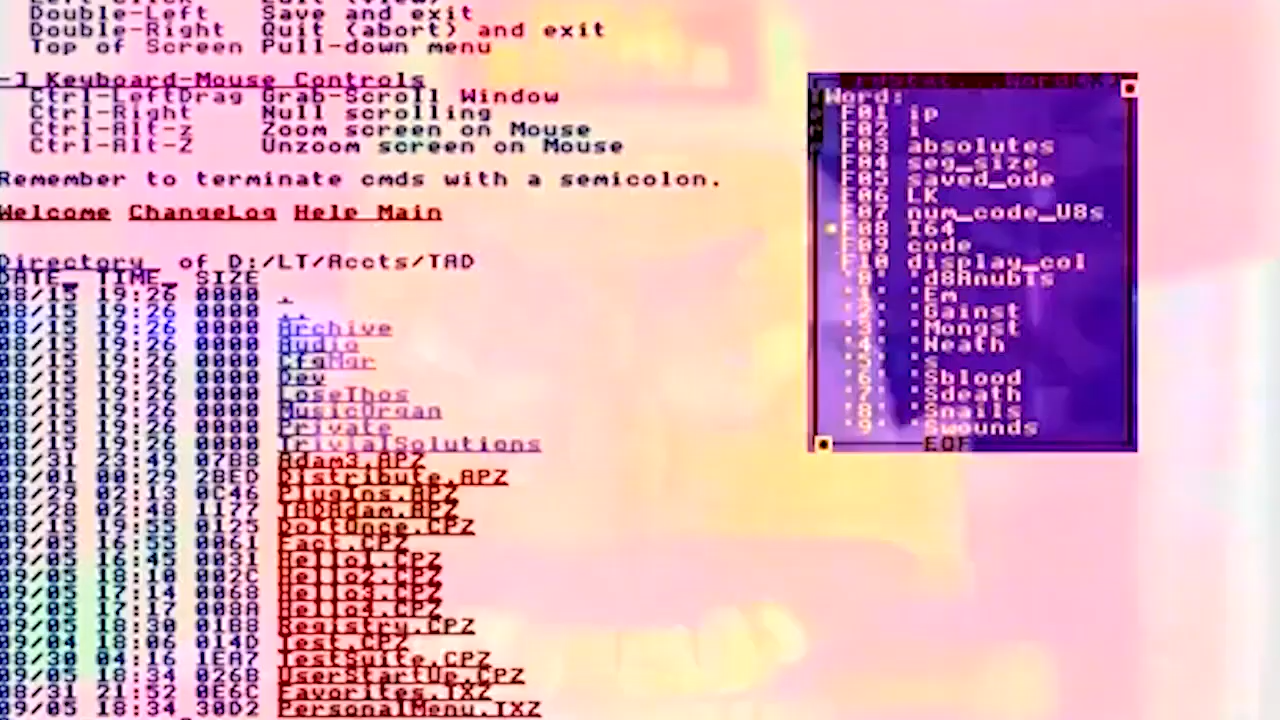 Double-Left Save and exit
Double-Right Quit (abort) and exit
Top of Screen Pull-down menu
-] Keyboard-Mouse Controls
Ctrl-LeftDrag Grab-Scroll Window
Ctrl-Right Null scrolling
Ctrl-Alt-z Zoom screen on Mouse
Ctrl-Alt-Z Unzoom screen on Mouse
Remember to terminate cmds with a semicolon.
Welcome ChangeLog Help Main
Directory of D:/LT/Accts/TAD
DATE_ TIME_ SIZE
08/15 19:26 0000 .
08/15 19:26 0000 ..
08/15 19:26 0000 Archive
08/15 19:26 0000 Audio
08/15 19:26 0000 CfgMgr
08/15 19:26 0000 Dev
08/15 19:26 0000 LoseThos
08/15 19:26 0000 MusicOrgan
08/15 19:26 0000 Private
08/15 19:26 0000 TrivialSolutions
08/31 23:49 Adam3.APZ
09/01 00:29 28ED Distribute.APZ
08/29 02:13 0C46 PlugIns.APZ
08/28 02:48 1177 TADAdam.APZ
08/15 19:55 0125 DoItOnce.CPZ
09/05 16:55 0061 Fact.CPZ
09/05 16:45 0031 Hello1.CPZ
09/05 18:10 002C Hello2.CPZ
09/05 17:14 0068 Hello3.CPZ
09/05 17:17 008A Hello4.CPZ
09/05 18:30 0188 Registry.CPZ
09/04 18:06 014D Test.CPZ
08/30 04:16 1EA7 TestSuite.CPZ
09/05 18:34 026B UserStartUp.CPZ
08/31 21:52 0E6C Favorites.TXZ
09/05 18:34 30D2 PersonalMenu.TXZ
Word:
F01 ip
F02 i
F03 absolutes
F04 seg_size
F05 saved_ode
F06 LK
F07 num_code_U8s
F08 I64
F09 code
F10 display_col
'0' 'd8Anubis
'1' 'Em
'2' 'Gainst
'3' 'Mongst
'4' 'Neath
'5' 's
'6' 'Sblood
'7' 'Sdeath
'8' 'Snails
'9' 'Swounds
EOF